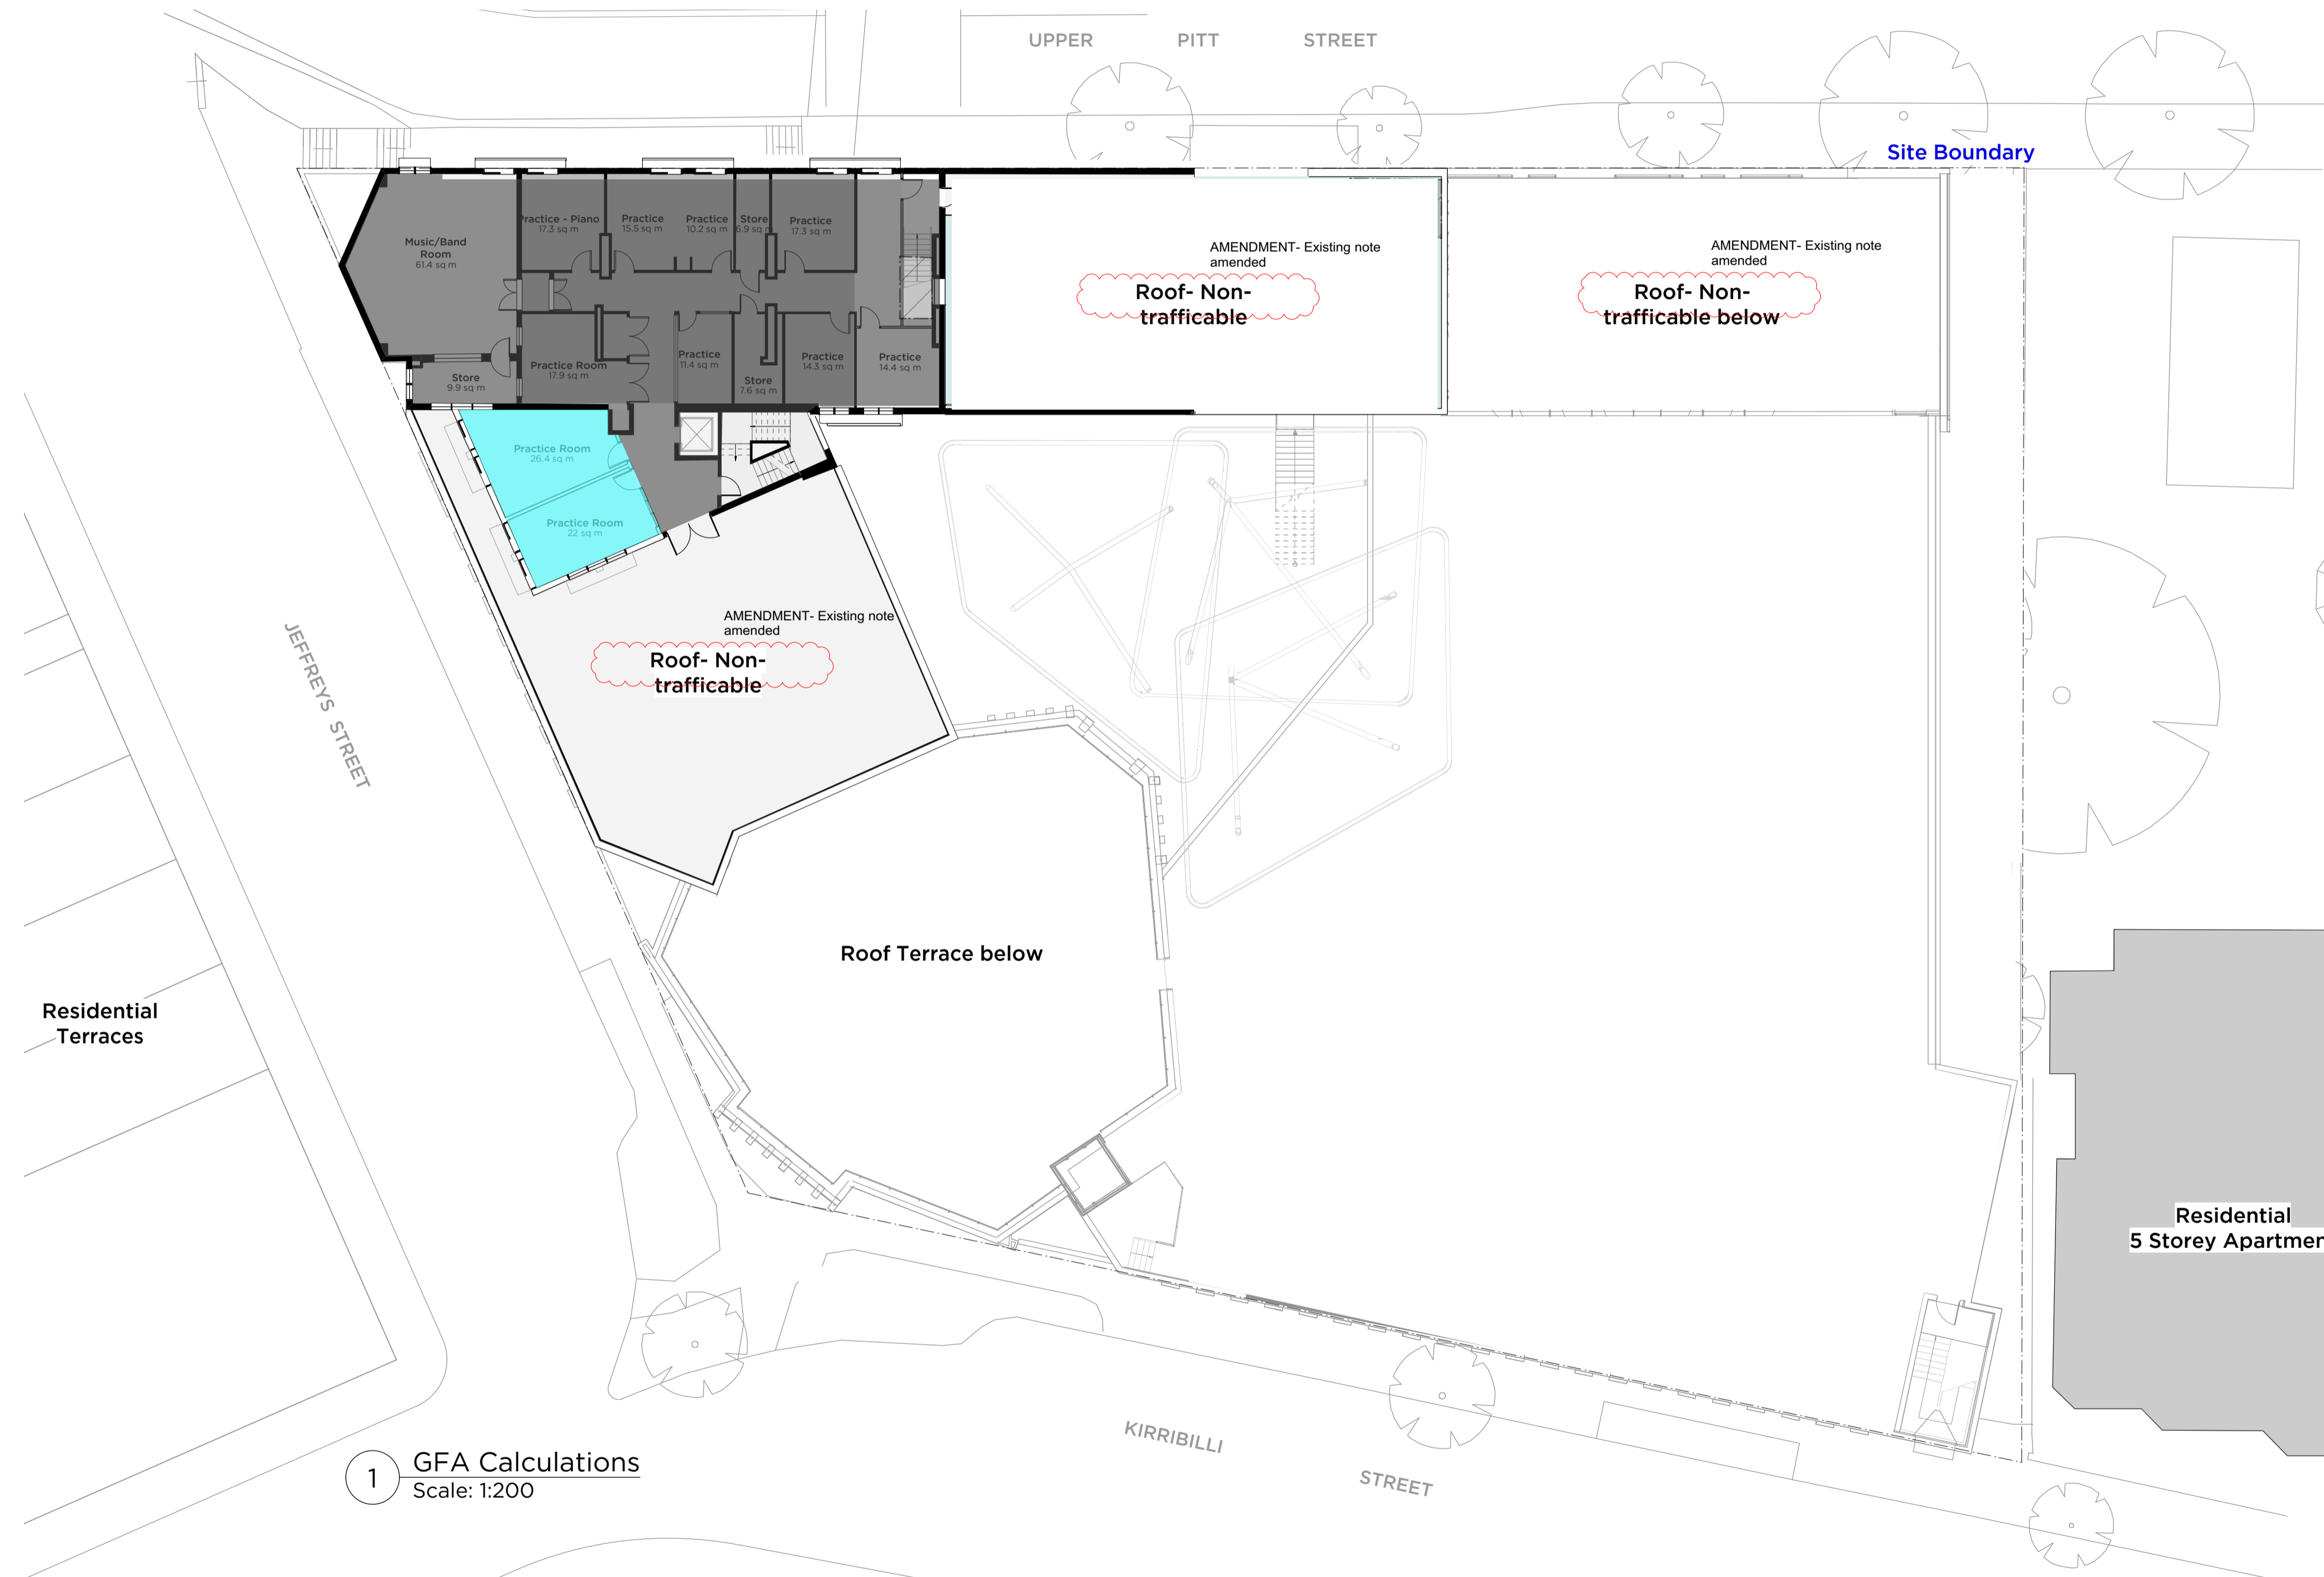 UPPER PITT STREET
Site Boundary
Practice - Piano
17.3 sq m
Practice
15.5 sq m
Practice
10.2 sq m
Store
6.9 sq m
Practice
17.3 sq m
Music/Band
Room
61.4 sq m
AMENDMENT- Existing note
amended
Roof- Non-
trafficable
AMENDMENT- Existing note
amended
Roof- Non-
trafficable below
Practice Room
17.9 sq m
Practice
11.4 sq m
Store
7.6 sq m
Practice
14.3 sq m
Practice
14.4 sq m
Store
9.9 sq m
Practice Room
26.4 sq m
Practice Room
22 sq m
AMENDMENT- Existing note
amended
Roof- Non-
trafficable
JEFFREYS STREET
Roof Terrace below
Residential
Terraces
Residential
5 Storey Apartmen
KIRRIBILLI
STREET
1
GFA Calculations
Scale: 1:200